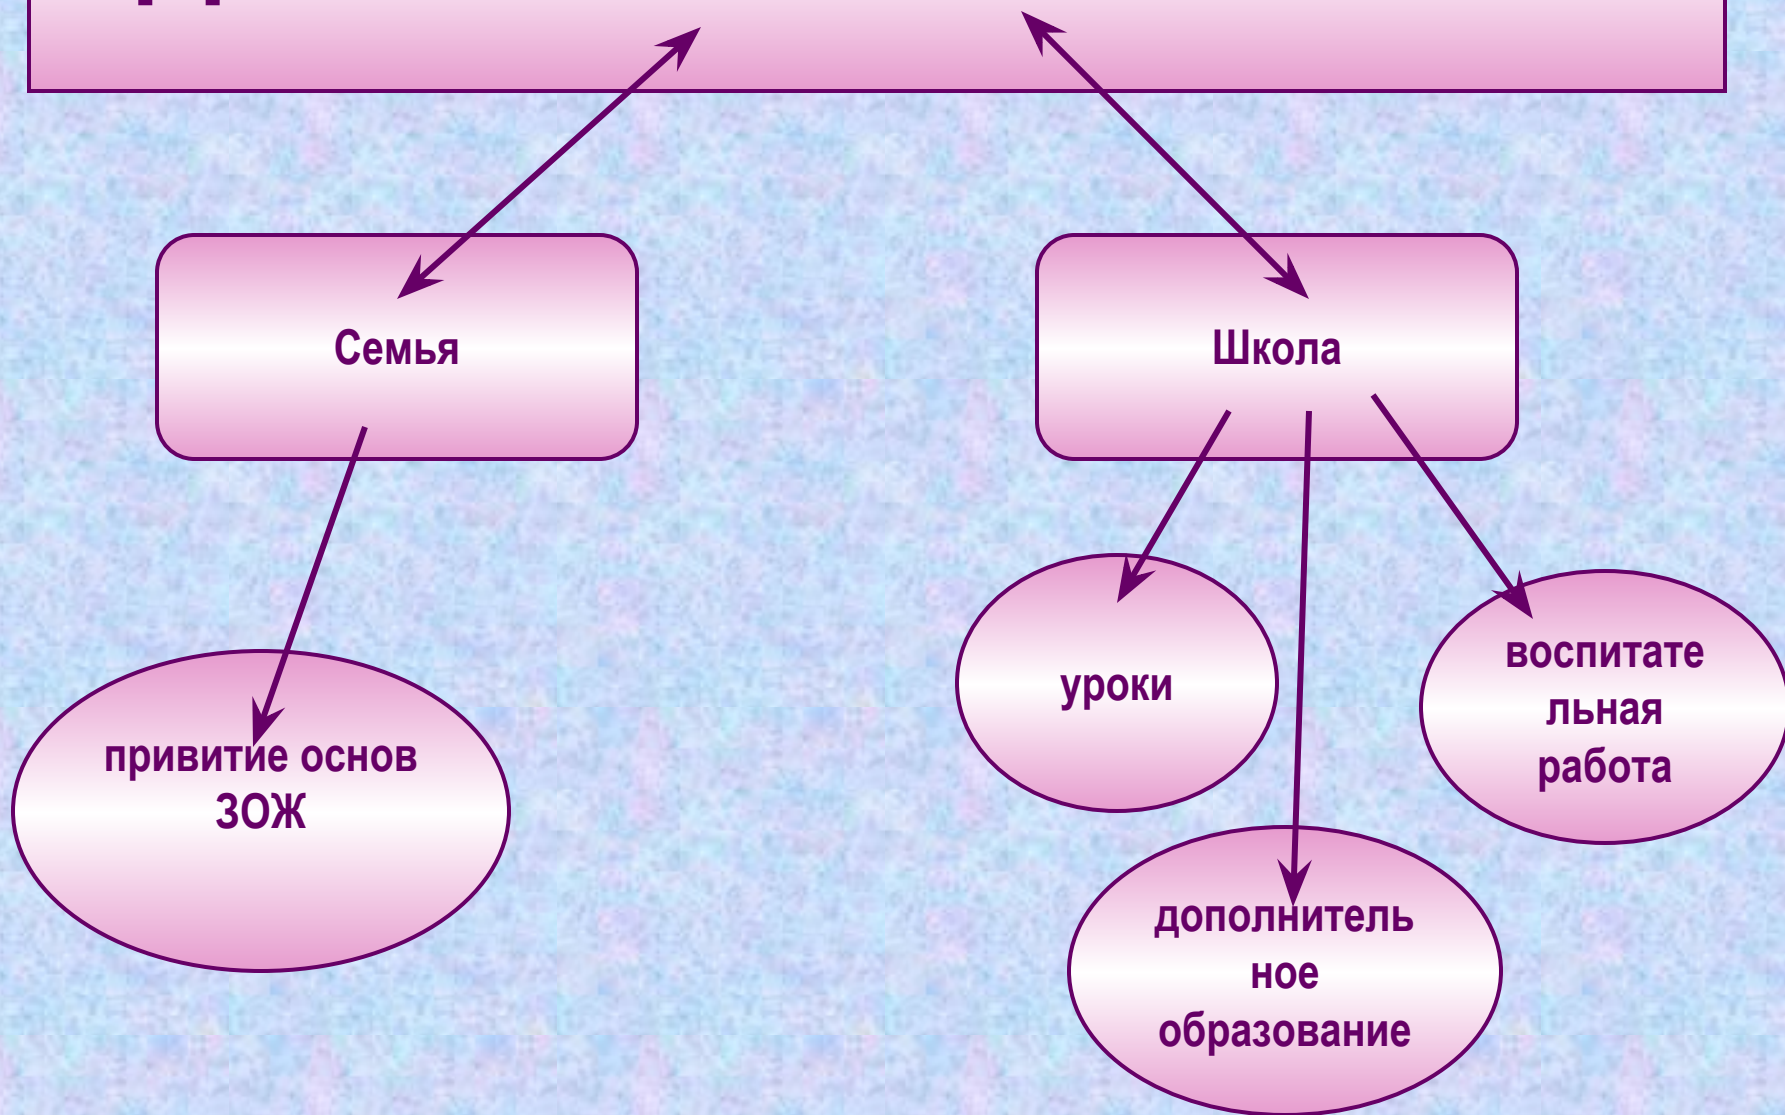 Семья
Школа
привитие основ
ЗОЖ
уроки
воспитате
льная
работа
дополнитель
ное
образование